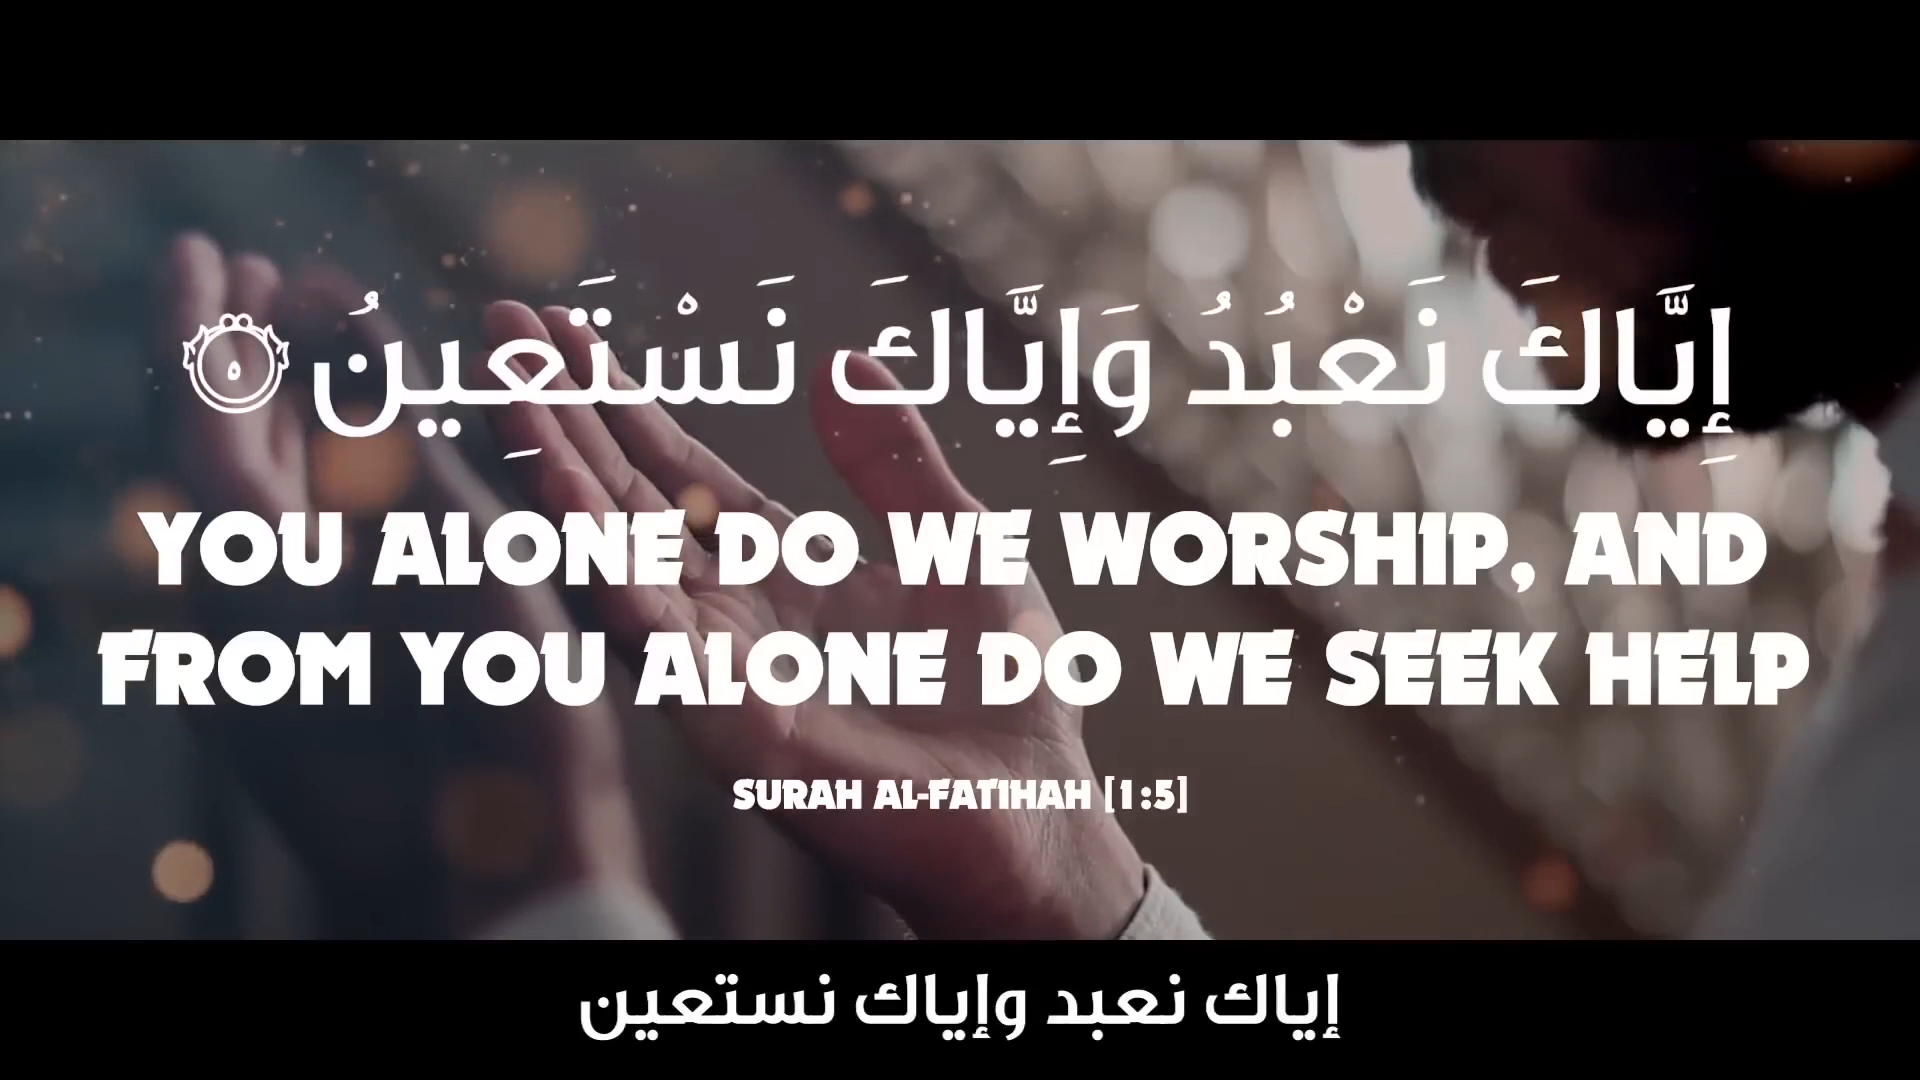 إِيَّاكَ نَعْبُدُ وَإِيَّاكَ نَسْتَعِينُ ۝٥
YOU ALONE DO WE WORSHIP, AND
FROM YOU ALONE DO WE SEEK HELP
SURAH AL-FATIHAH [1:5]
إياك نعبد وإياك نستعين